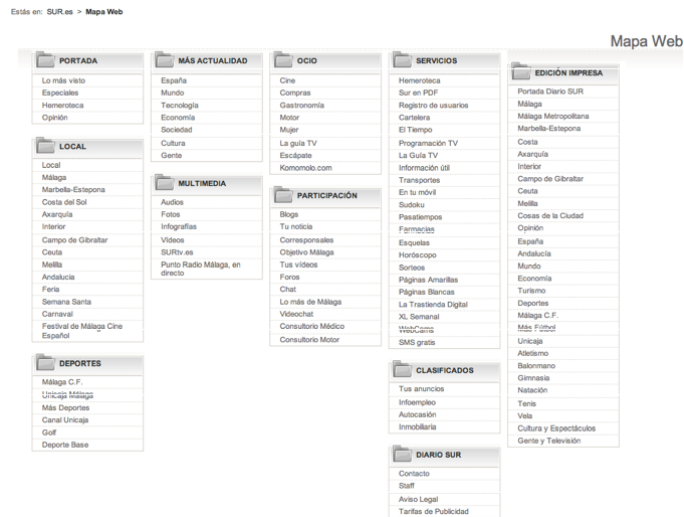 Estás en: SUR.es > Mapa Web
Mapa Web
PORTADA
Lo más visto
Especiales
Hemeroteca
Opinión
LOCAL
Local
Málaga
Marbella-Estepona
Costa del Sol
Axarquía
Interior
Campo de Gibraltar
Ceuta
Melilla
Andalucía
Feria
Semana Santa
Carnaval
Festival de Málaga Cine
Español
DEPORTES
Málaga C.F.
Unicaja Málaga
Más Deportes
Canal Unicaja
Golf
Deporte Base
MÁS ACTUALIDAD
España
Mundo
Tecnología
Economía
Sociedad
Cultura
Gente
MULTIMEDIA
Audios
Fotos
Infografías
Vídeos
SURtv.es
Punto Radio Málaga, en
directo
OCIO
Cine
Compras
Gastronomía
Motor
Mujer
La guía TV
Escápate
Komomolo.com
PARTICIPACIÓN
Blogs
Tu noticia
Corresponsales
Objetivo Málaga
Tus vídeos
Foros
Chat
Lo más de Málaga
Videochat
Consultorio Médico
Consultorio Motor
SERVICIOS
Hemeroteca
Sur en PDF
Registro de usuarios
Cartelera
El Tiempo
Programación TV
La Guía TV
Información útil
Transportes
En tu móvil
Sudoku
Pasatiempos
Farmacias
Esquelas
Horóscopo
Sorteos
Páginas Amarillas
Páginas Blancas
La Trastienda Digital
XL Semanal
WebCams
SMS gratis
CLASIFICADOS
Tus anuncios
Infoempleo
Autocasión
Inmobiliaria
DIARIO SUR
Contacto
Staff
Aviso Legal
Tarifas de Publicidad
EDICIÓN IMPRESA
Portada Diario SUR
Málaga
Málaga Metropolitana
Marbella-Estepona
Costa
Axarquía
Interior
Campo de Gibraltar
Ceuta
Melilla
Cosas de la Ciudad
Opinión
España
Andalucía
Mundo
Economía
Turismo
Deportes
Málaga C.F.
Más Fútbol
Unicaja
Atletismo
Balonmano
Gimnasia
Natación
Tenis
Vela
Cultura y Espectáculos
Gente y Televisión